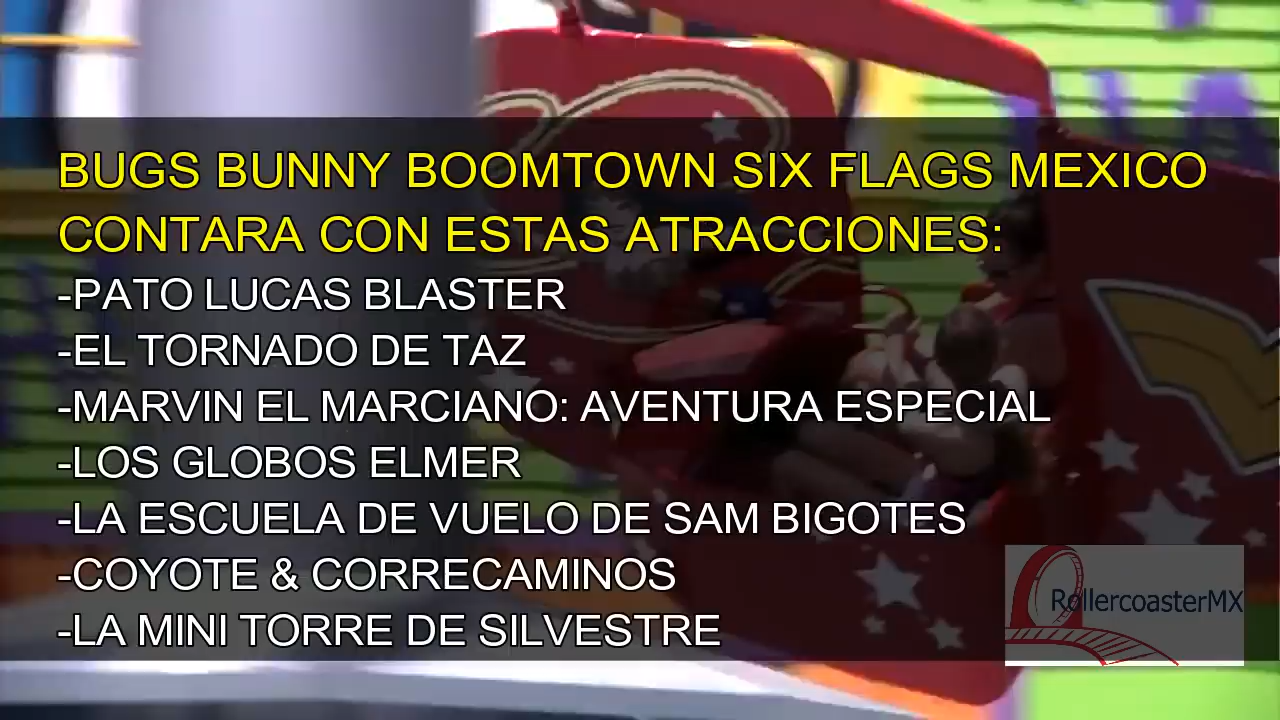 BUGS BUNNY BOOMTOWN SIX FLAGS MEXICO
CONTARA CON ESTAS ATRACCIONES:
-PATO LUCAS BLASTER
-EL TORNADO DE TAZ
-MARVIN EL MARCIANO: AVENTURA ESPECIAL
-LOS GLOBOS ELMER
-LA ESCUELA DE VUELO DE SAM BIGOTES
-COYOTE & CORRECAMINOS
-LA MINI TORRE DE SILVESTRE
RollercoasterMX